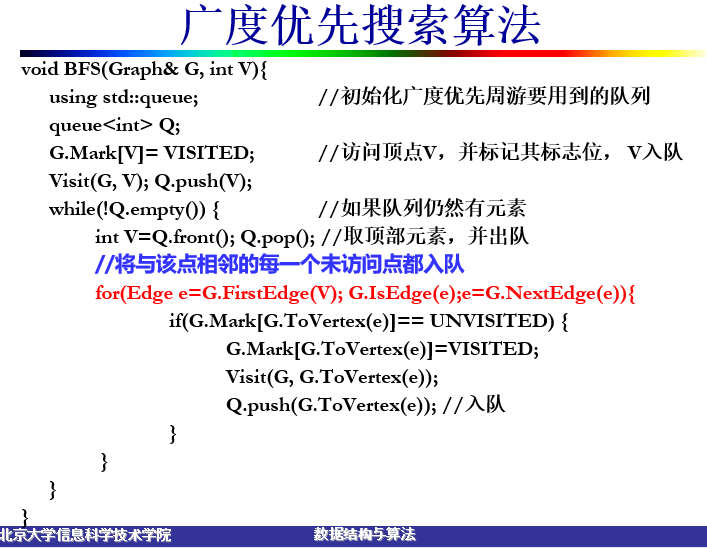 广度优先搜索算法
void BFS(Graph& G, int V){
using std::queue; //初始化广度优先周游要用到的队列
queue<int> Q;
G.Mark[V]= VISITED; //访问顶点V，并标记其标志位， V入队
Visit(G, V); Q.push(V);
while(!Q.empty()) { //如果队列仍然有元素
int V=Q.front(); Q.pop(); //取顶部元素，并出队
//将与该点相邻的每一个未访问点都入队
for(Edge e=G.FirstEdge(V); G.IsEdge(e);e=G.NextEdge(e)){
if(G.Mark[G.ToVertex(e)]== UNVISITED) {
G.Mark[G.ToVertex(e)]=VISITED;
Visit(G, G.ToVertex(e));
Q.push(G.ToVertex(e)); //入队
}
}
}
}
北京大学信息科学技术学院 数据结构与算法